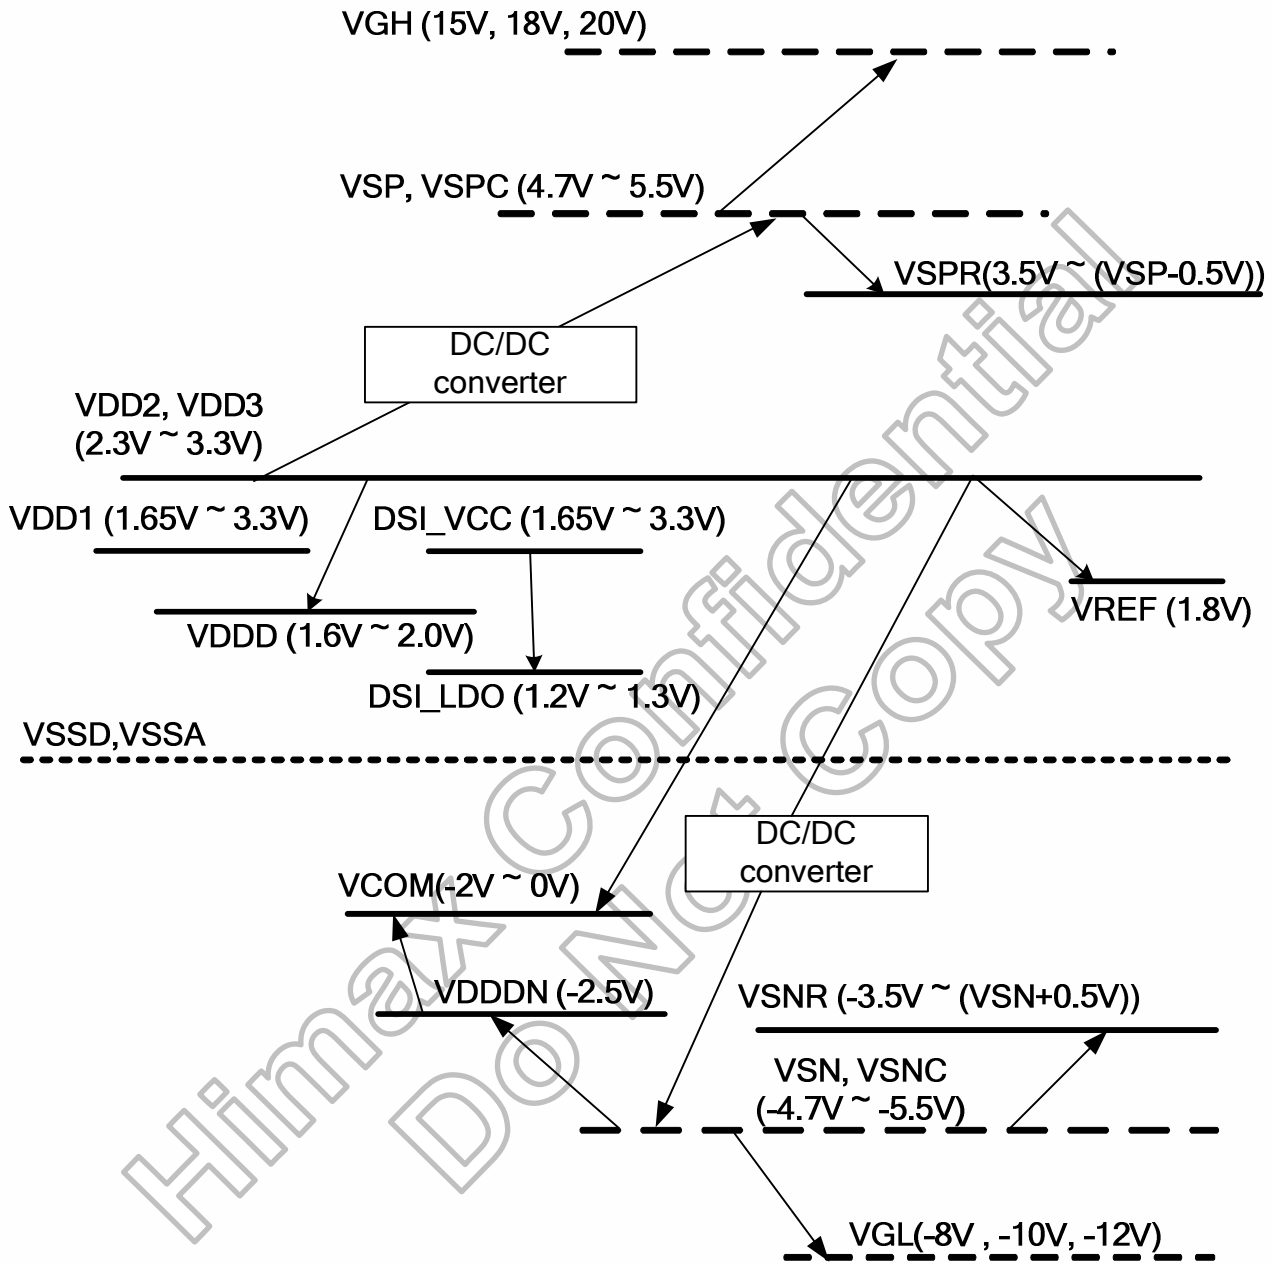 VGH (15V, 18V, 20V)
VSP, VSPC (4.7V ~ 5.5V)
VSPR(3.5V ~ (VSP-0.5V))
DC/DC
converter
VDD2, VDD3
(2.3V ~ 3.3V)
VDD1 (1.65V ~ 3.3V)
DSI_VCC (1.65V ~ 3.3V)
VREF (1.8V)
VDDD (1.6V ~ 2.0V)
DSI_LDO (1.2V ~ 1.3V)
VSSD,VSSA
DC/DC
converter
VCOM(-2V ~ 0V)
VDDDN (-2.5V)
VSNR (-3.5V ~ (VSN+0.5V))
VSN, VSNC
(-4.7V ~ -5.5V)
VGL(-8V , -10V, -12V)
Himax Confidential
Do Not Copy